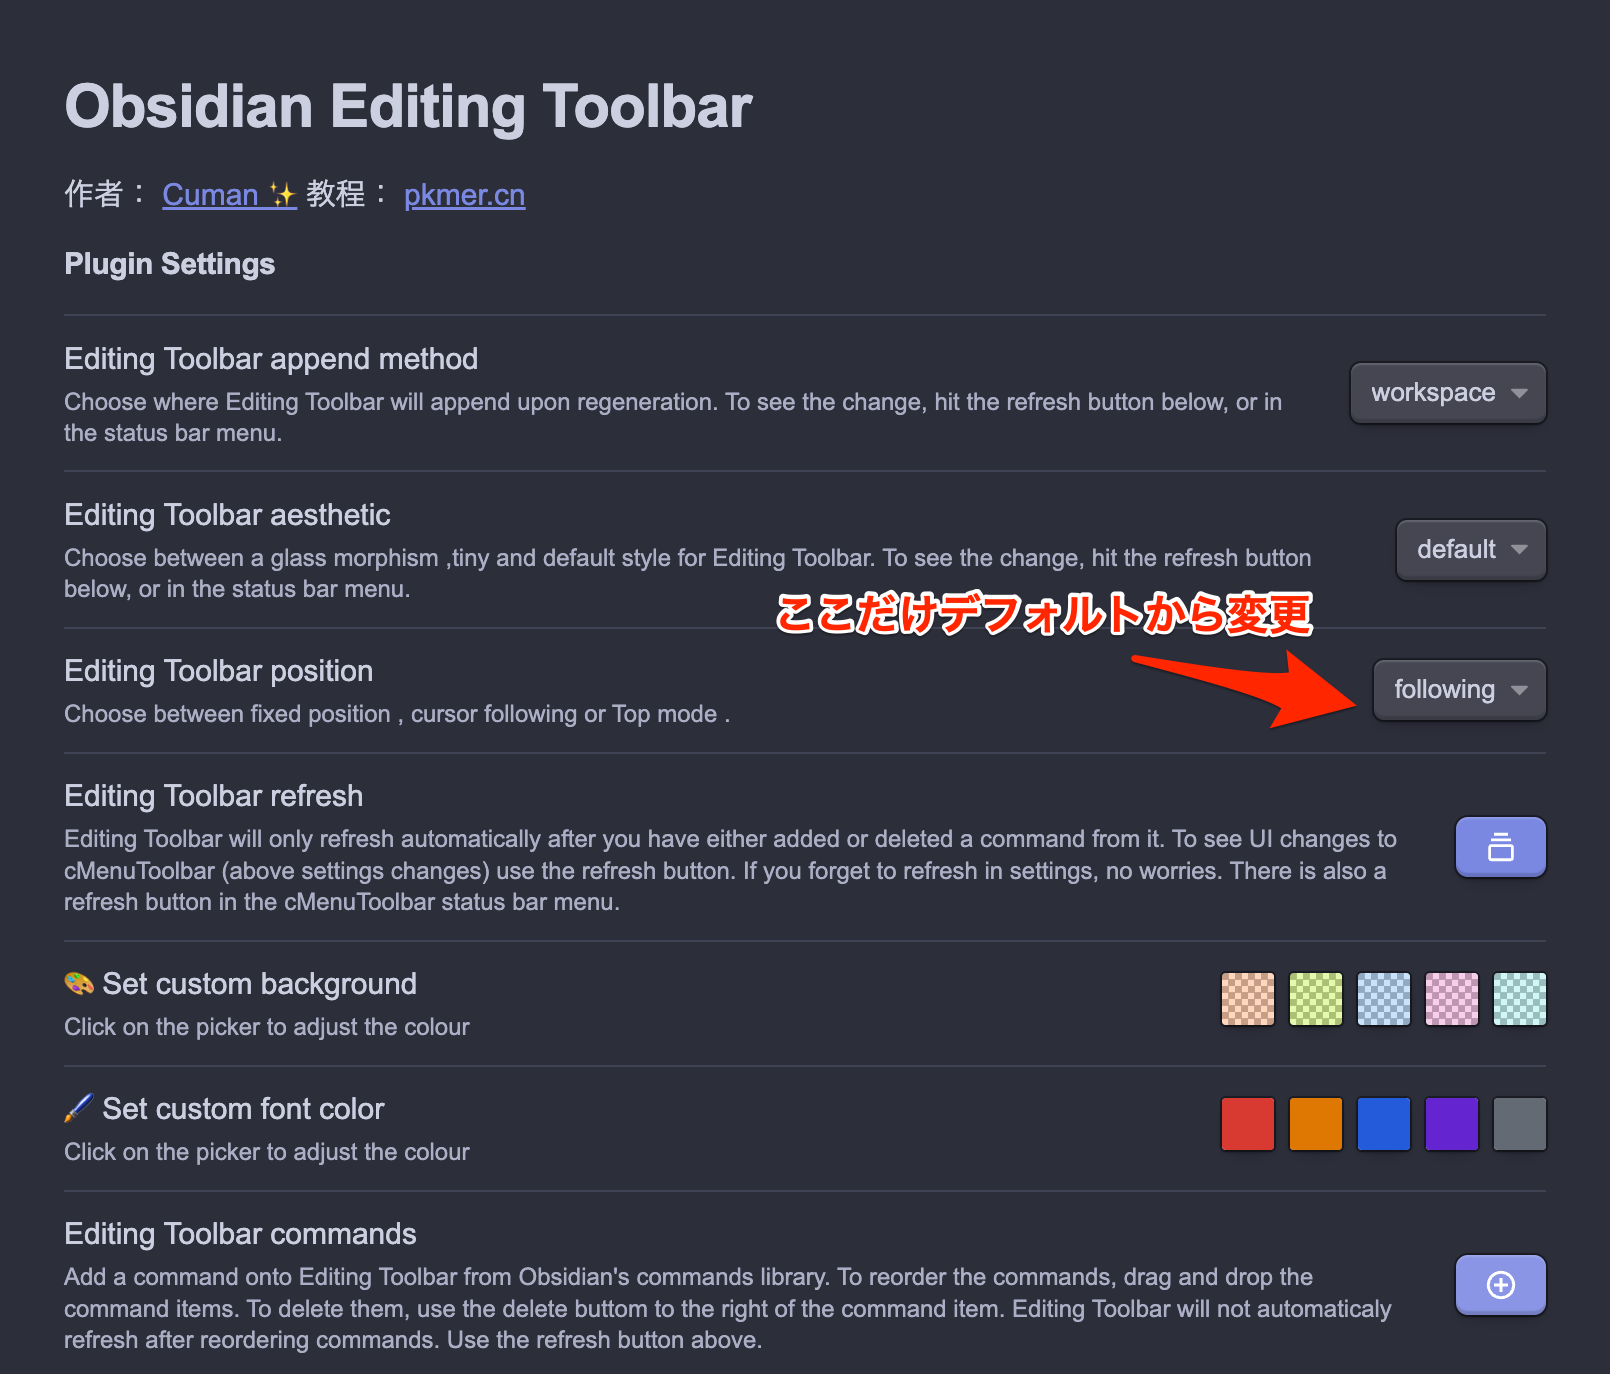 Obsidian Editing Toolbar
作者： Cuman ✨ 教程： pkmer.cn
Plugin Settings
Editing Toolbar append method
Choose where Editing Toolbar will append upon regeneration. To see the change, hit the refresh button below, or in
the status bar menu.
workspace
Editing Toolbar aesthetic
Choose between a glass morphism ,tiny and default style for Editing Toolbar. To see the change, hit the refresh button
below, or in the status bar menu.
default
ここだけデフォルトから変更
Editing Toolbar position
Choose between fixed position , cursor following or Top mode .
following
Editing Toolbar refresh
Editing Toolbar will only refresh automatically after you have either added or deleted a command from it. To see UI changes to
cMenuToolbar (above settings changes) use the refresh button. If you forget to refresh in settings, no worries. There is also a
refresh button in the cMenuToolbar status bar menu.
🎨 Set custom background
Click on the picker to adjust the colour
🖌️ Set custom font color
Click on the picker to adjust the colour
Editing Toolbar commands
Add a command onto Editing Toolbar from Obsidian's commands library. To reorder the commands, drag and drop the
command items. To delete them, use the delete buttom to the right of the command item. Editing Toolbar will not automaticaly
refresh after reordering commands. Use the refresh button above.